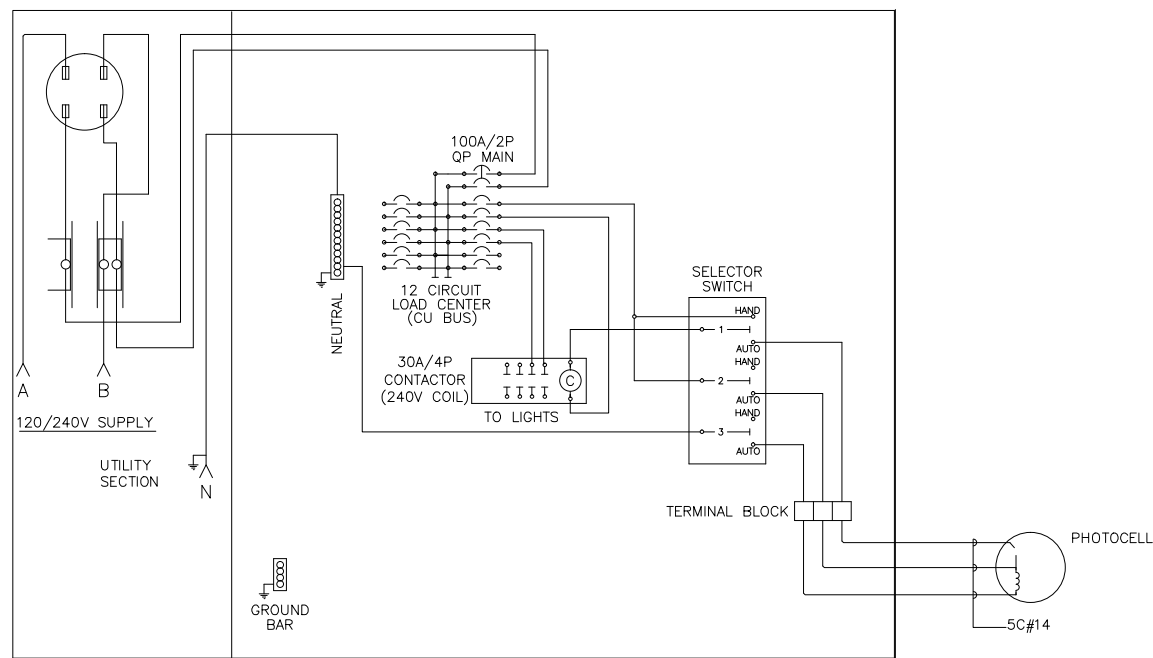 100A/2P
QP MAIN
NEUTRAL
12 CIRCUIT
LOAD CENTER
(CU BUS)
SELECTOR
SWITCH
HAND
1
AUTO
HAND
2
AUTO
HAND
3
AUTO
30A/4P
CONTACTOR
(240V COIL)
C
TO LIGHTS
A
B
120/240V SUPPLY
UTILITY
SECTION
N
TERMINAL BLOCK
PHOTOCELL
GROUND
BAR
5C#14